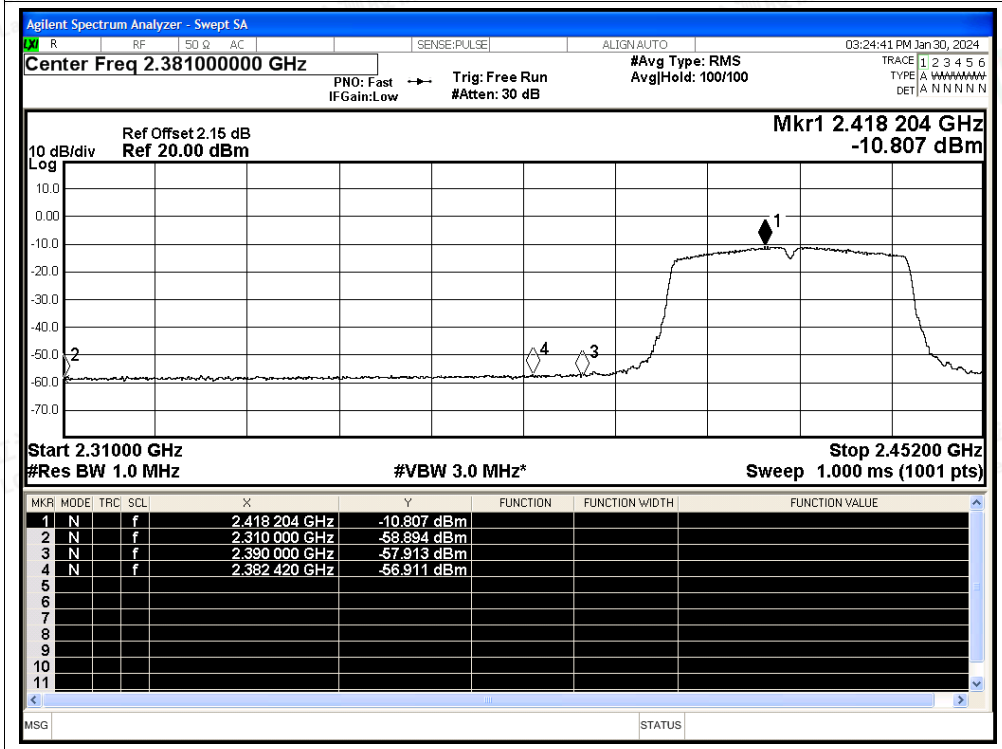 Agilent Spectrum Analyzer - Swept SA
LXI R RF 50 Ω AC SENSE:PULSE ALIGN AUTO 03:24:41 PM Jan 30, 2024
Center Freq 2.381000000 GHz #Avg Type: RMS TRACE 1 2 3 4 5 6
PNO: Fast Trig: Free Run Avg|Hold: 100/100 TYPE A WWWWW
IFGain:Low #Atten: 30 dB DET A N N N N N
Mkr1 2.418 204 GHz
-10.807 dBm
Ref Offset 2.15 dB
10 dB/div Ref 20.00 dBm
Log
10.0
0.00
1
-10.0
-20.0
-30.0
-40.0
-50.0
2
4
3
-60.0
-70.0
Start 2.31000 GHz Stop 2.45200 GHz
#Res BW 1.0 MHz #VBW 3.0 MHz* Sweep 1.000 ms (1001 pts)
MKR MODE TRC SCL X Y FUNCTION FUNCTION WIDTH FUNCTION VALUE
1 N f 2.418 204 GHz -10.807 dBm
2 N f 2.310 000 GHz -58.894 dBm
3 N f 2.390 000 GHz -57.913 dBm
4 N f 2.382 420 GHz -56.911 dBm
5
6
7
8
9
10
11
MSG STATUS